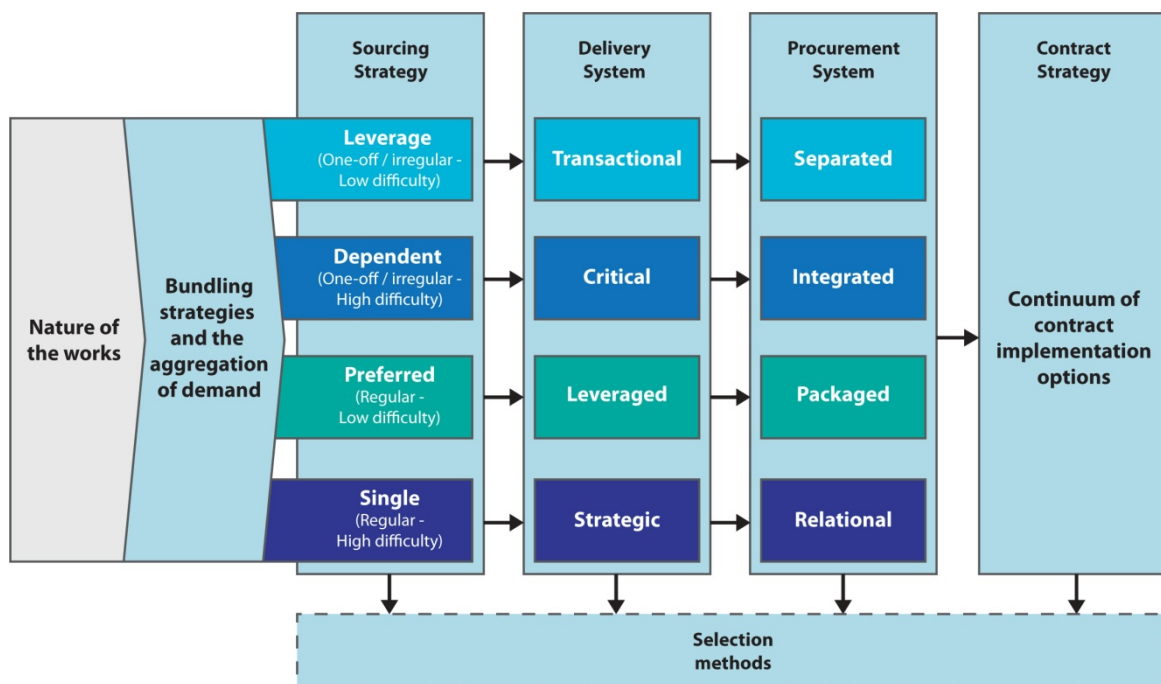 Sourcing
Strategy
Delivery
System
Procurement
System
Contract
Strategy
Nature of
the works
Bundling
strategies
and the
aggregation
of demand
Leverage
(One-off / irregular -
Low difficulty)
Transactional
Separated
Dependent
(One-off / irregular -
High difficulty)
Critical
Integrated
Preferred
(Regular -
Low difficulty)
Leveraged
Packaged
Single
(Regular -
High difficulty)
Strategic
Relational
Continuum of
contract
implementation
options
Selection
methods